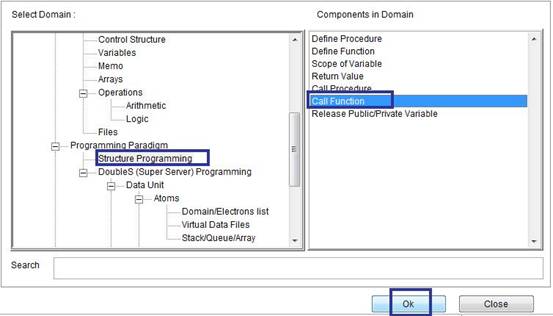 Select Domain :
Components in Domain
Control Structure
Variables
Memo
Arrays
Operations
Arithmetic
Logic
Files
Programming Paradigm
Structure Programming
DoubleS (Super Server) Programming
Data Unit
Atoms
Domain/Electrons list
Virtual Data Files
Stack/Queue/Array
Define Procedure
Define Function
Scope of Variable
Return Value
Call Procedure
Call Function
Release Public/Private Variable
Search
Ok
Close